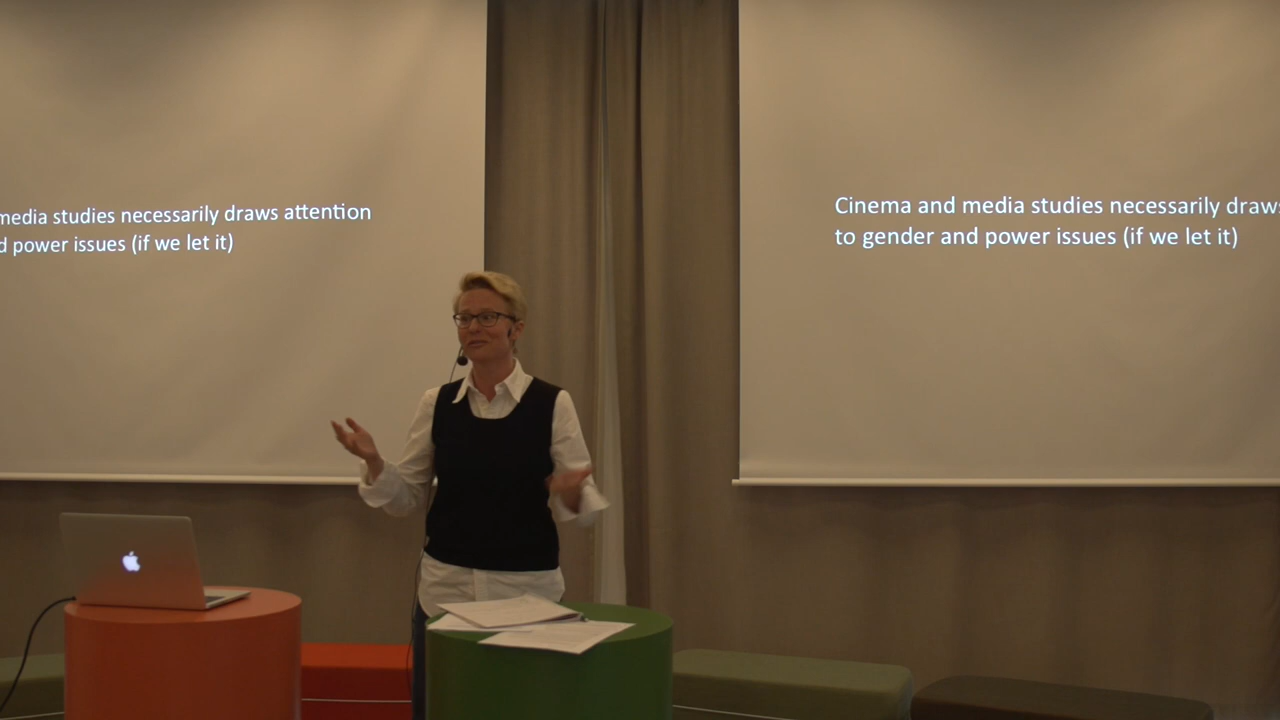 media studies necessarily draws attention
d power issues (if we let it)
Cinema and media studies necessarily draws
to gender and power issues (if we let it)